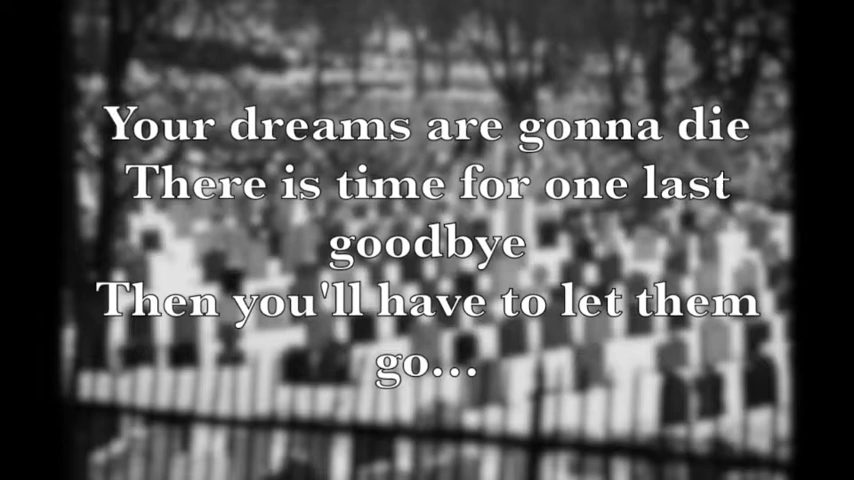 Your dreams are gonna die
There is time for one last
goodbye
Then you'll have to let them
go...